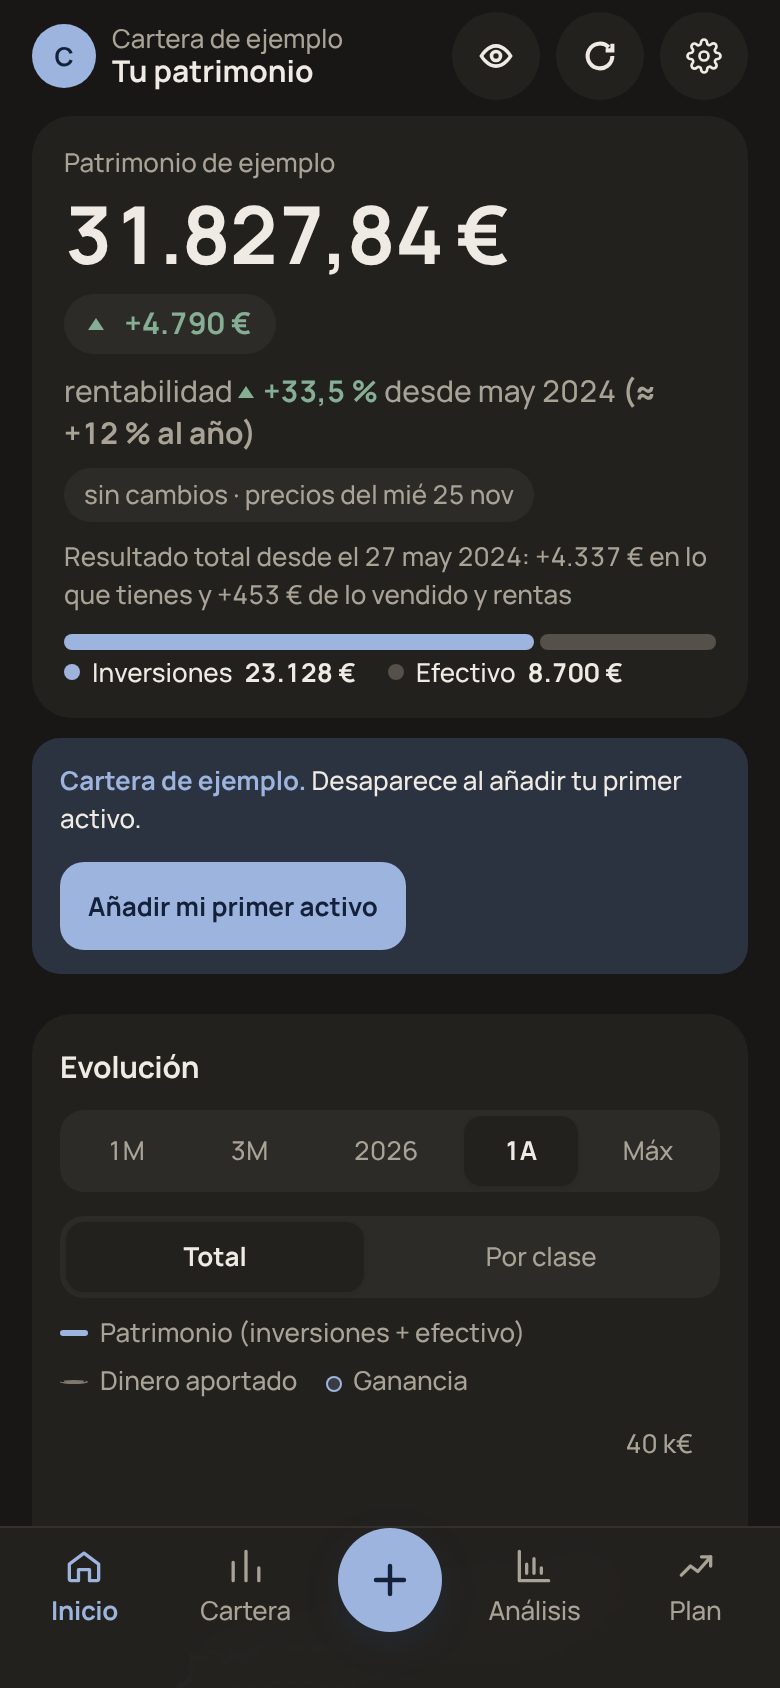 C
Cartera de ejemplo
Tu patrimonio
Patrimonio de ejemplo
31.827,84 €
▲ +4.790 €
rentabilidad ▲ +33,5 % desde may 2024 (≈
+12 % al año)
sin cambios · precios del mié 25 nov
Resultado total desde el 27 may 2024: +4.337 € en lo
que tienes y +453 € de lo vendido y rentas
Inversiones 23.128 € Efectivo 8.700 €
Cartera de ejemplo. Desaparece al añadir tu primer
activo.
Añadir mi primer activo
Evolución
1M 3M 2026 1A Máx
Total Por clase
Patrimonio (inversiones + efectivo)
Dinero aportado Ganancia
40 k€
Inicio Cartera + Análisis Plan